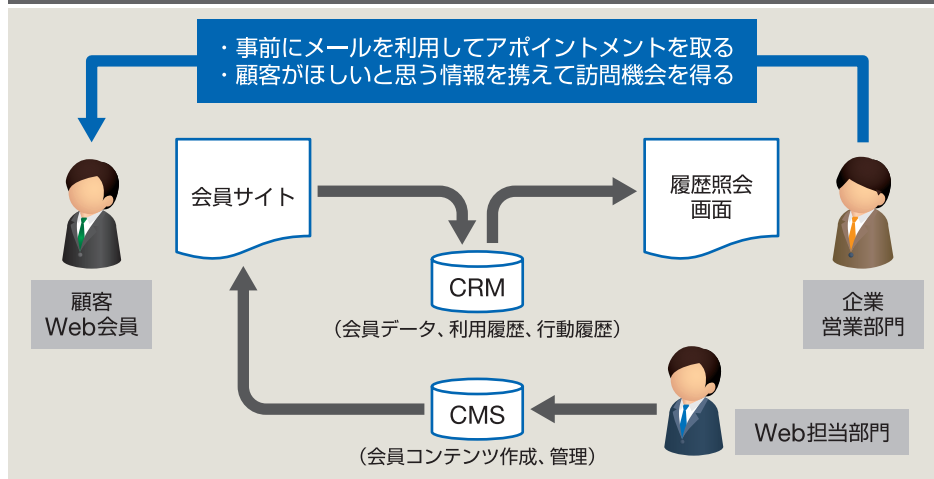 ・事前にメールを利用してアポイントメントを取る
・顧客がほしいと思う情報を携えて訪問機会を得る
会員サイト
履歴照会
画面
CRM
(会員データ、利用履歴、行動履歴)
顧客
Web会員
企業
営業部門
CMS
(会員コンテンツ作成、管理)
Web担当部門